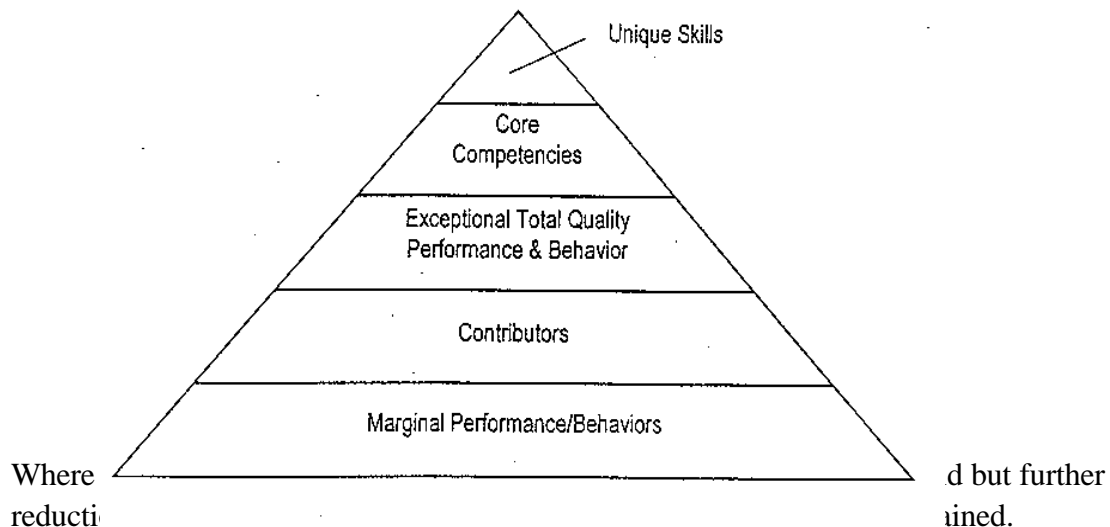 Unique Skills
Core
Competencies
Exceptional Total Quality
Performance & Behavior
Contributors
Marginal Performance/Behaviors
Where d but further
reducti ained.